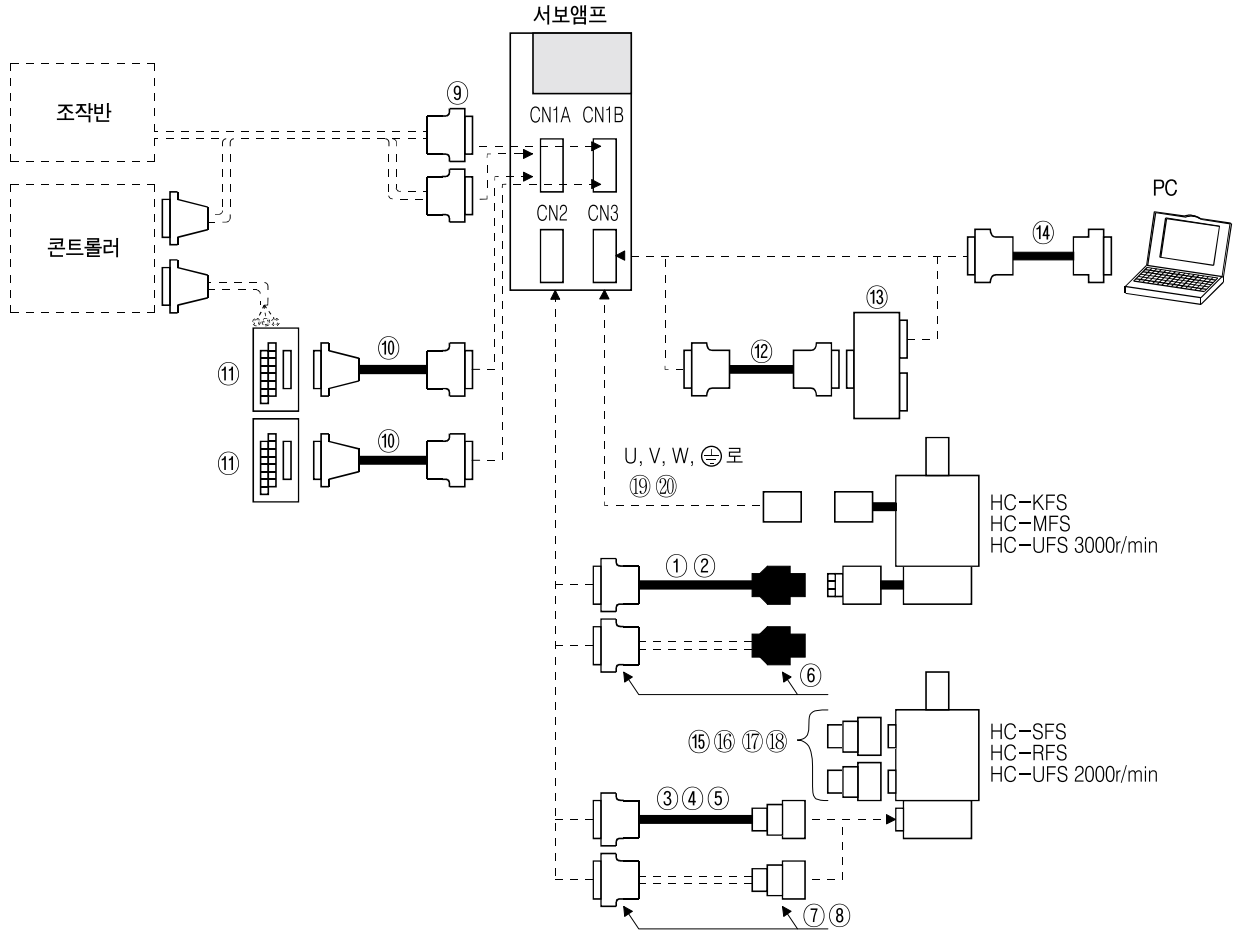 서보앰프
조작반
⑨
CN1A CN1B
콘트롤러
CN2 CN3
PC
⑭
⑬
⑪
⑩
⑫
⑪
⑩
U, V, W, ⏚로
⑲ ⑳
HC-KFS
HC-MFS
HC-UFS 3000r/min
① ②
⑥
⑮ ⑯ ⑰ ⑱
HC-SFS
HC-RFS
HC-UFS 2000r/min
③ ④ ⑤
⑦ ⑧